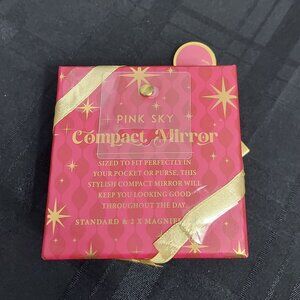 PINK SKY
Compact Mirror
SIZED TO FIT PERFECTLY IN
YOUR POCKET OR PURSE, THIS
STYLISH COMPACT MIRROR WILL
KEEP YOU LOOKING GOOD
THROUGHOUT THE DAY
STANDARD & 2 X